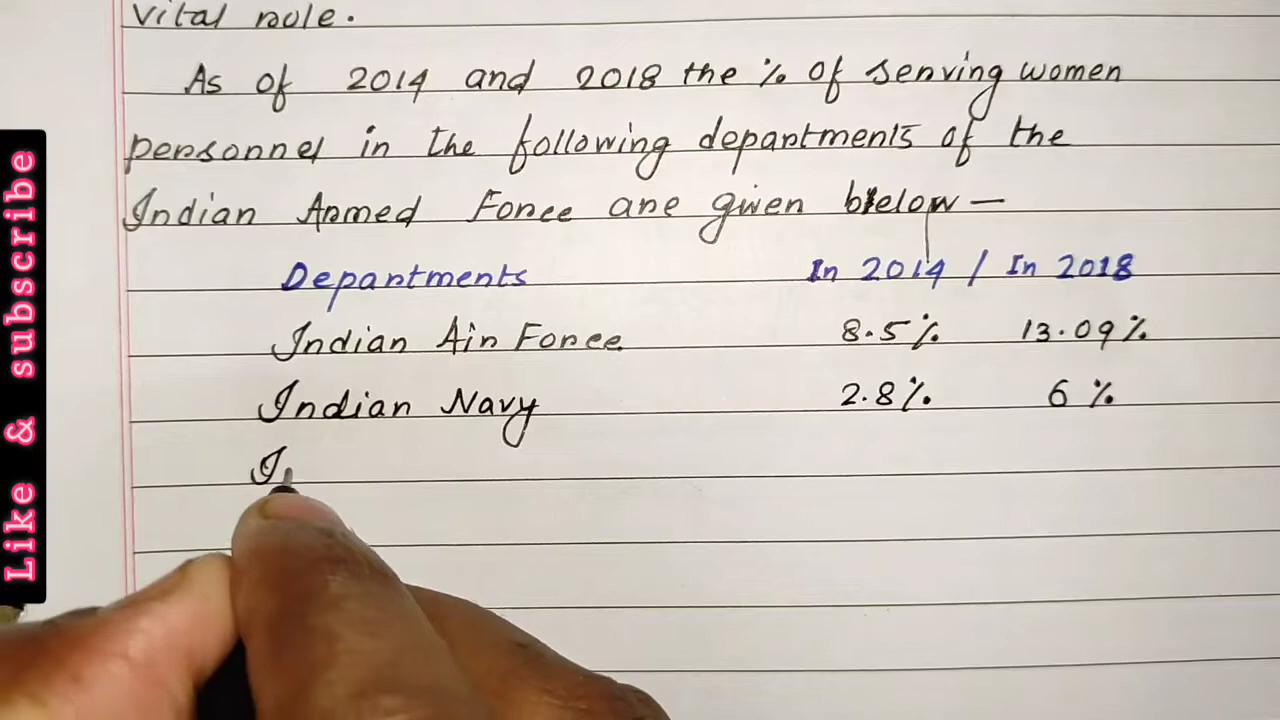 vital role.
As of 2014 and 2018 the % of serving women
personnel in the following departments of the
Indian Armed Force are given below —
Departments In 2014 / In 2018
Indian Air Force 8.5% 13.09%
Indian Navy 2.8% 6 %
Like & subscribe